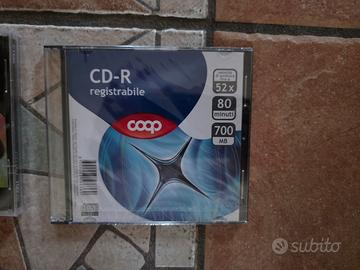 CD-R
registrabile
52x
80
minuti
700
MB
coop
subito